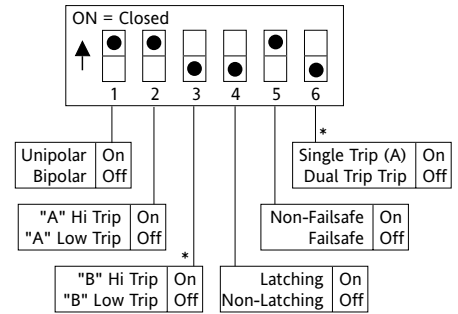 ON = Closed
1 2 3 4 5 6
*
Unipolar On
Bipolar Off
Single Trip (A) On
Dual Trip Trip Off
"A" Hi Trip On
"A" Low Trip Off
Non-Failsafe On
Failsafe Off
*
"B" Hi Trip On
"B" Low Trip Off
Latching On
Non-Latching Off